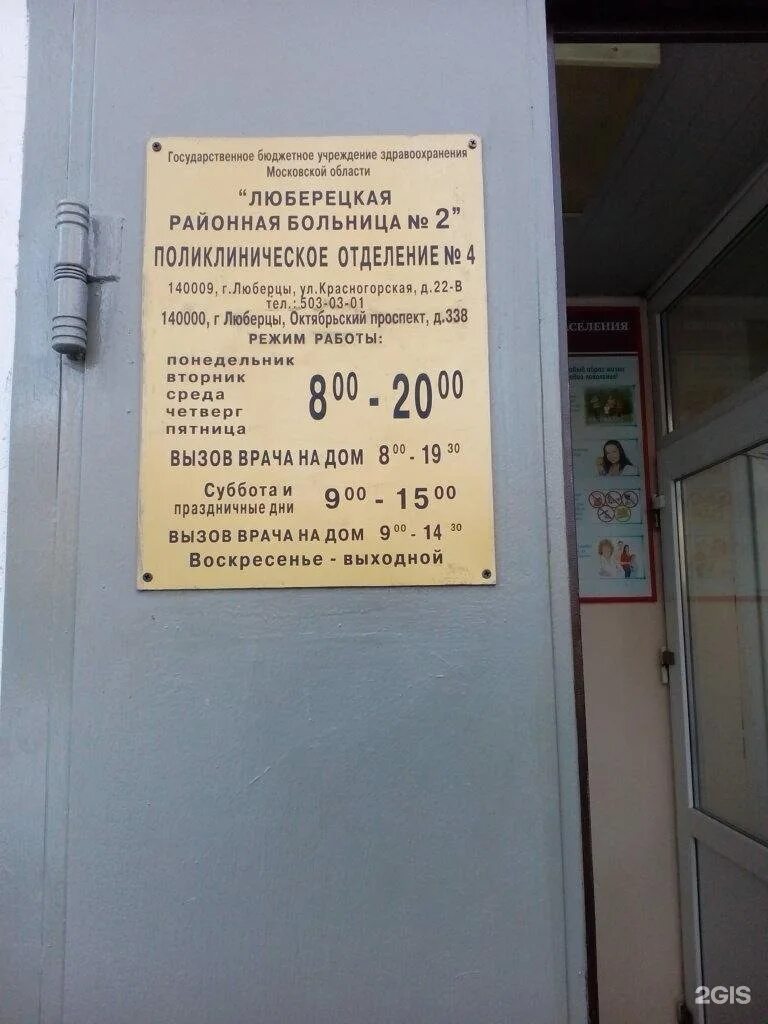 Государственное бюджетное учреждение здравоохранения
Московской области
"ЛЮБЕРЕЦКАЯ
РАЙОННАЯ БОЛЬНИЦА № 2"
ПОЛИКЛИНИЧЕСКОЕ ОТДЕЛЕНИЕ № 4
140009, г.Люберцы, ул.Красногорская, д.22-В
тел.: 503-03-01
140000, г Люберцы, Октябрьский проспект, д.338
РЕЖИМ РАБОТЫ:
понедельник
вторник
среда
четверг
пятница
8⁰⁰ - 20⁰⁰
ВЫЗОВ ВРАЧА НА ДОМ 8⁰⁰ - 19³⁰
Суббота и
праздничные дни
9⁰⁰ - 15⁰⁰
ВЫЗОВ ВРАЧА НА ДОМ 9⁰⁰ - 14³⁰
Воскресенье - выходной
2GIS